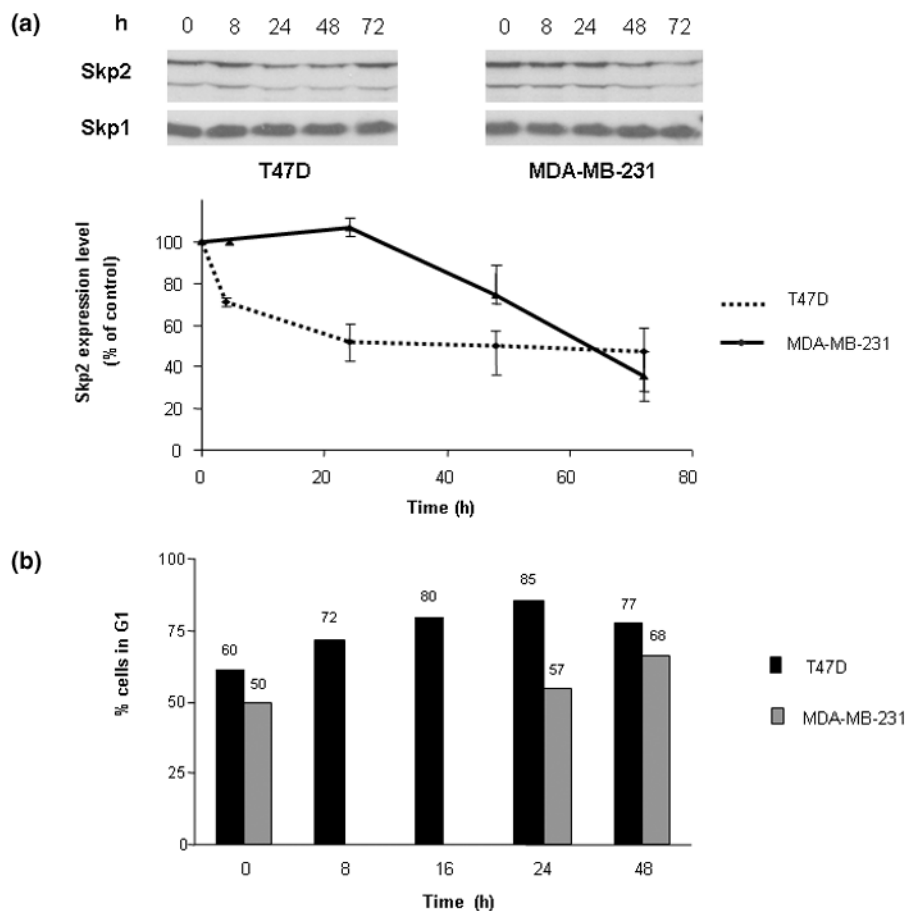 (a)
h 0 8 24 48 72 0 8 24 48 72
Skp2
Skp1
T47D MDA-MB-231
Skp2 expression level
(% of control)
100
80
60
40
20
0
0 20 40 60 80
Time (h)
T47D
MDA-MB-231
(b)
% cells in G1
100
75
50
25
0
60 50 72 80 85 57 77 68
0 8 16 24 48
Time (h)
T47D
MDA-MB-231